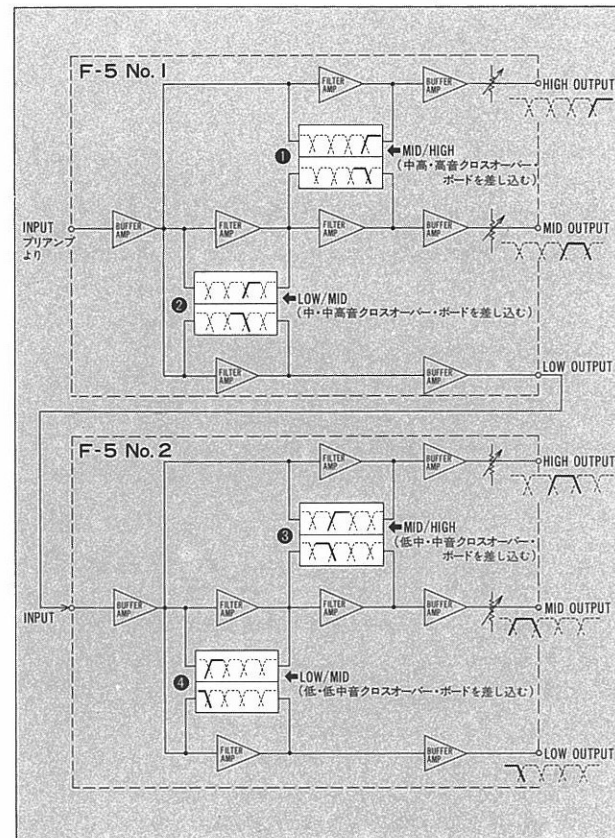 F-5 No. 1
FILTER AMP
BUFFER AMP
HIGH OUTPUT
❶
MID/HIGH
(中高・高音クロスオーバー・
ボードを差し込む)
INPUT
プリアンプ
より
BUFFER AMP
FILTER AMP
FILTER AMP
BUFFER AMP
MID OUTPUT
❷
LOW/MID
(中・中高音クロスオーバー・ボードを差し込む)
LOW OUTPUT
FILTER AMP
BUFFER AMP
F-5 No. 2
FILTER AMP
BUFFER AMP
HIGH OUTPUT
❸
MID/HIGH
(低中・中音クロスオーバー・
ボードを差し込む)
INPUT
BUFFER AMP
FILTER AMP
FILTER AMP
BUFFER AMP
MID OUTPUT
❹
LOW/MID
(低・低中音クロスオーバー・ボードを差し込む)
FILTER AMP
BUFFER AMP
LOW OUTPUT